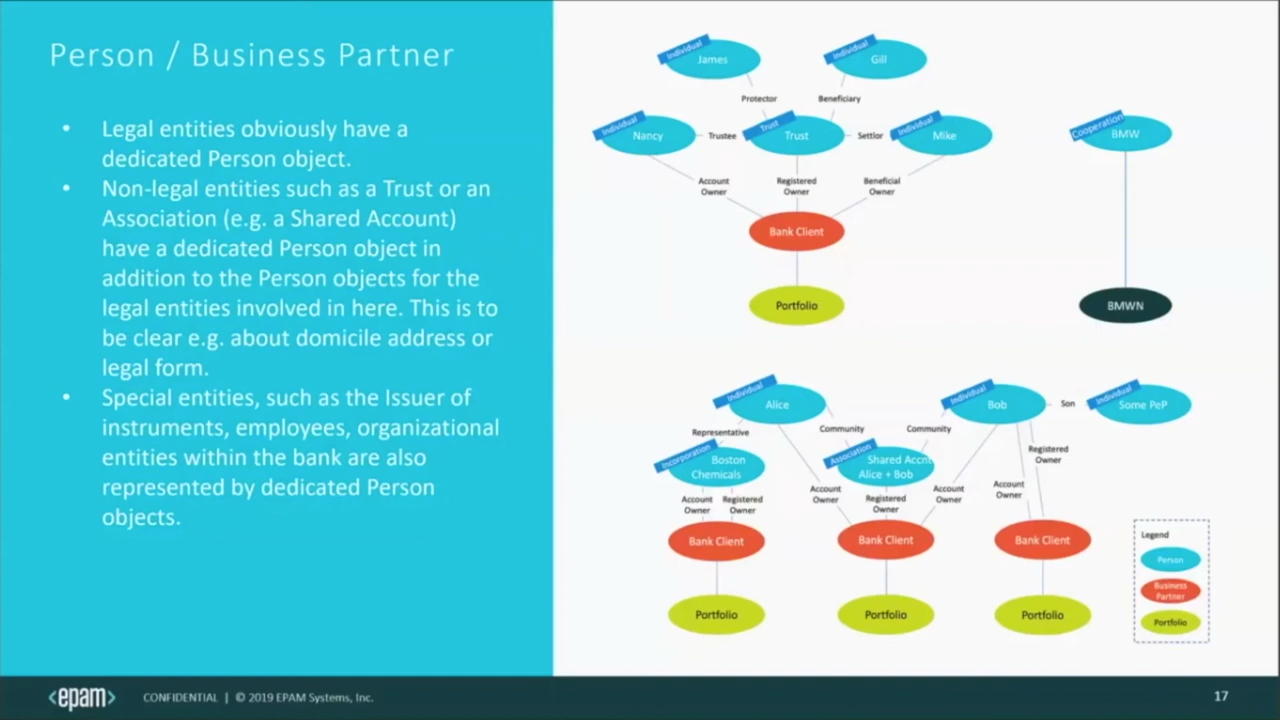 Person / Business Partner
• Legal entities obviously have a
dedicated Person object.
• Non-legal entities such as a Trust or an
Association (e.g. a Shared Account)
have a dedicated Person object in
addition to the Person objects for the
legal entities involved in here. This is to
be clear e.g. about domicile address or
legal form.
• Special entities, such as the Issuer of
instruments, employees, organizational
entities within the bank are also
represented by dedicated Person
objects.
Individual
James
Individual
Gill
Protector
Beneficiary
Individual
Nancy
Trustee
Trust
Trust
Settlor
Individual
Mike
Account
Owner
Registered
Owner
Beneficial
Owner
Bank Client
Portfolio
Cooperation
BMW
BMWN
Individual
Alice
Individual
Bob
Son
Individual
Some PeP
Representative
Community
Community
Incorporation
Boston
Chemicals
Association
Shared Accnt
Alice + Bob
Registered
Owner
Account
Owner
Registered
Owner
Account
Owner
Registered
Owner
Account
Owner
Account
Owner
Bank Client
Bank Client
Bank Client
Portfolio
Portfolio
Portfolio
Legend
Person
Business
Partner
Portfolio
<epam> CONFIDENTIAL | © 2019 EPAM Systems, Inc.
17